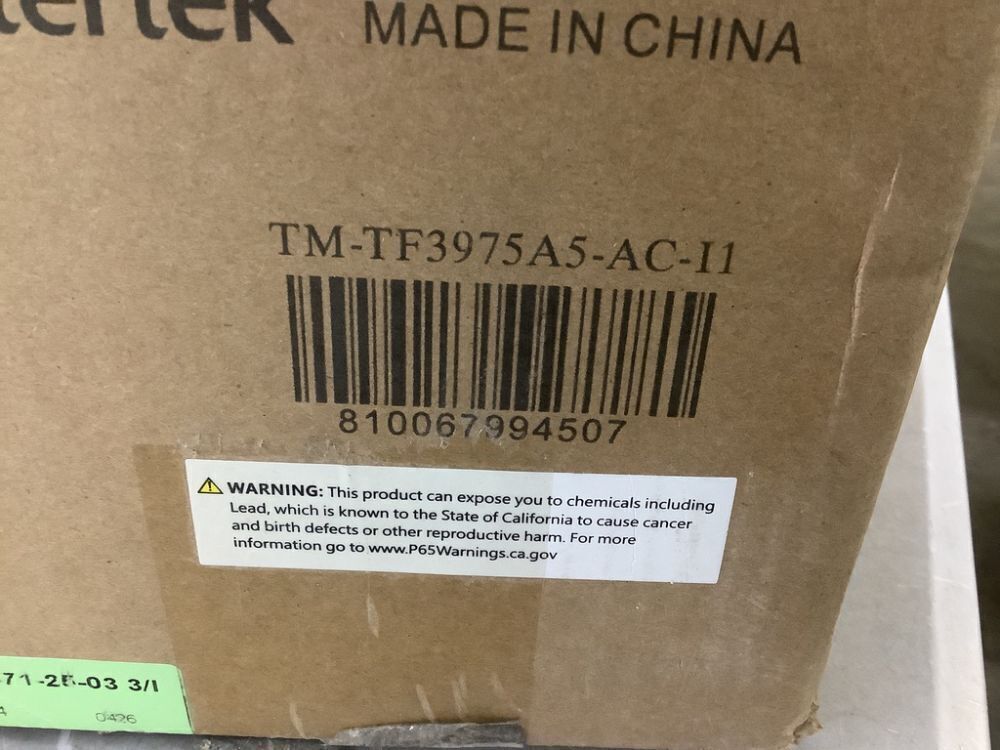 MADE IN CHINA
TM-TF3975A5-AC-I1
810067994507
WARNING: This product can expose you to chemicals including
Lead, which is known to the State of California to cause cancer
and birth defects or other reproductive harm. For more
information go to www.P65Warnings.ca.gov
3/I
0426